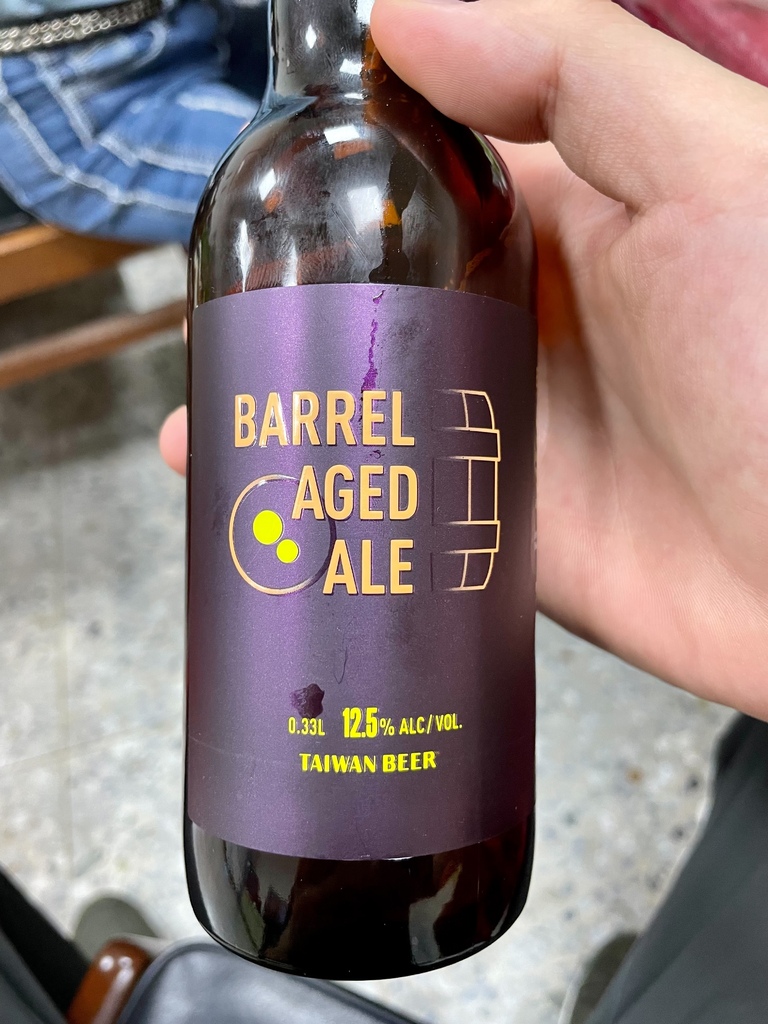 BARREL
AGED
ALE
0.33L 12.5% ALC/VOL.
TAIWAN BEER